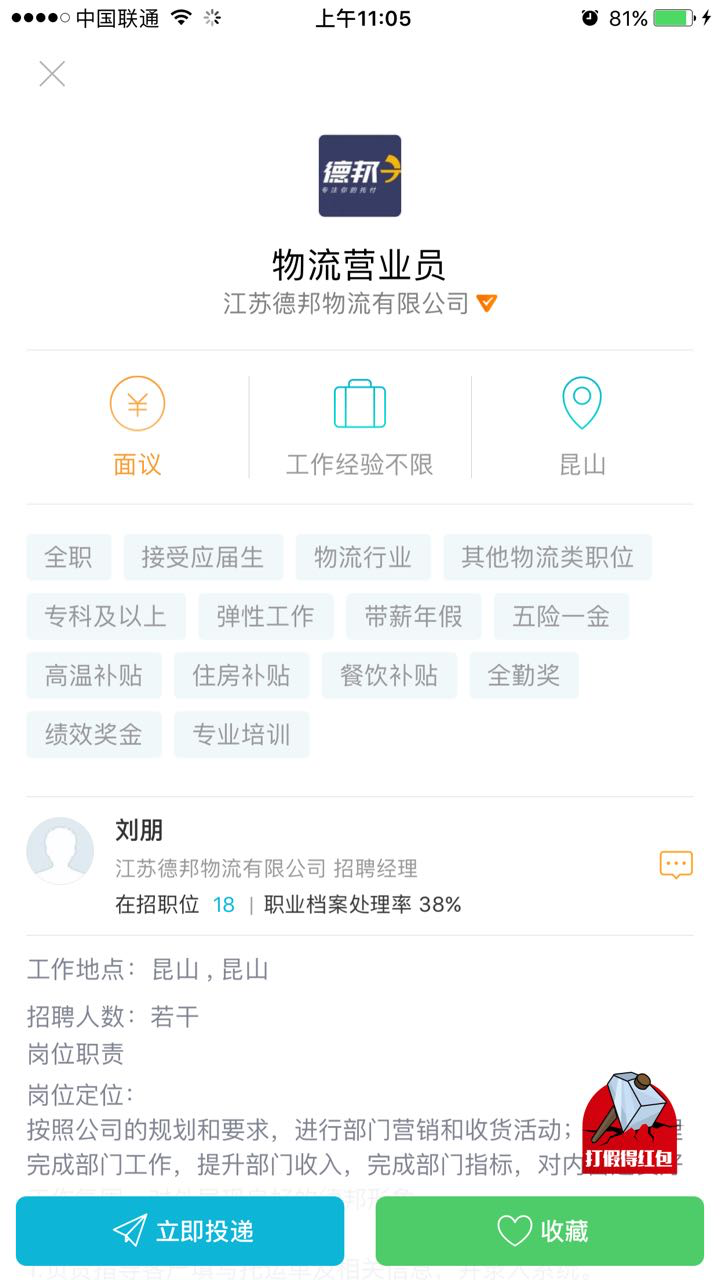 中国联通
上午11:05
81%
德邦
专注你的托付
物流营业员
江苏德邦物流有限公司
面议
工作经验不限
昆山
全职
接受应届生
物流行业
其他物流类职位
专科及以上
弹性工作
带薪年假
五险一金
高温补贴
住房补贴
餐饮补贴
全勤奖
绩效奖金
专业培训
刘朋
江苏德邦物流有限公司 招聘经理
在招职位 18 | 职业档案处理率 38%
工作地点：昆山 , 昆山
招聘人数：若干
岗位职责
岗位定位：
按照公司的规划和要求，进行部门营销和收货活动；
完成部门工作，提升部门收入，完成部门指标，对内
打假得红包
立即投递
收藏